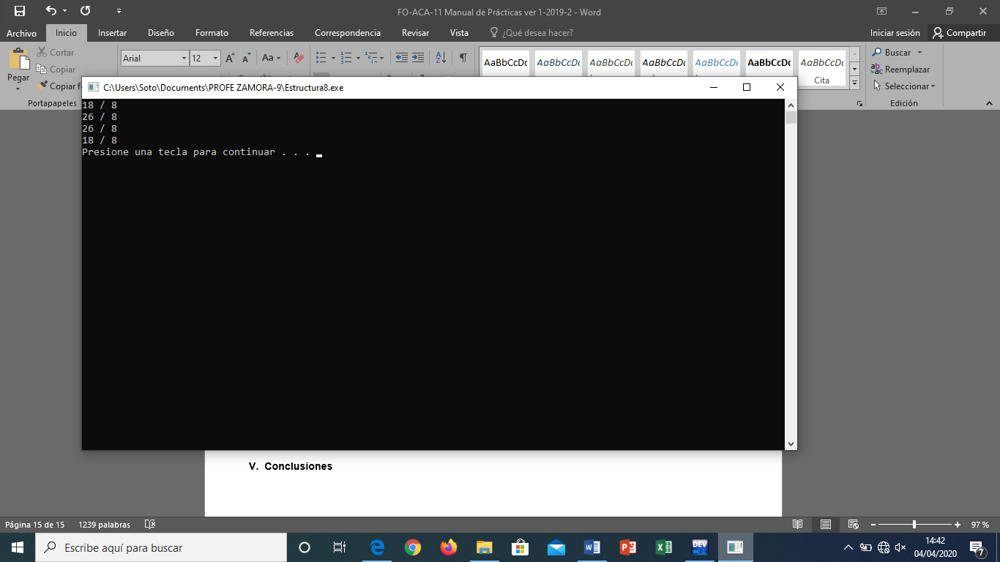 FO-ACA-11 Manual de Prácticas ver 1-2019-2 - Word
Archivo Inicio Insertar Diseño Formato Referencias Correspondencia Revisar Vista ¿Qué desea hacer? Iniciar sesión Compartir
Pegar
Cortar
Copiar
Copiar f
Portapapeles
Arial 12 Aa
AaBbCcDc AaBbCcDc AaBbCcDc AaBbCcDc AaBbCcDc AaBbCcDc AaBbCcDc
Cita
Buscar
Reemplazar
Seleccionar
Edición
C:\Users\Soto\Documents\PROFE ZAMORA-9\Estructura8.exe
18 / 8
26 / 8
26 / 8
18 / 8
Presione una tecla para continuar . . .
V. Conclusiones
Página 15 de 15 1239 palabras 97 %
Escribe aquí para buscar
DEV
14:42
04/04/2020
7